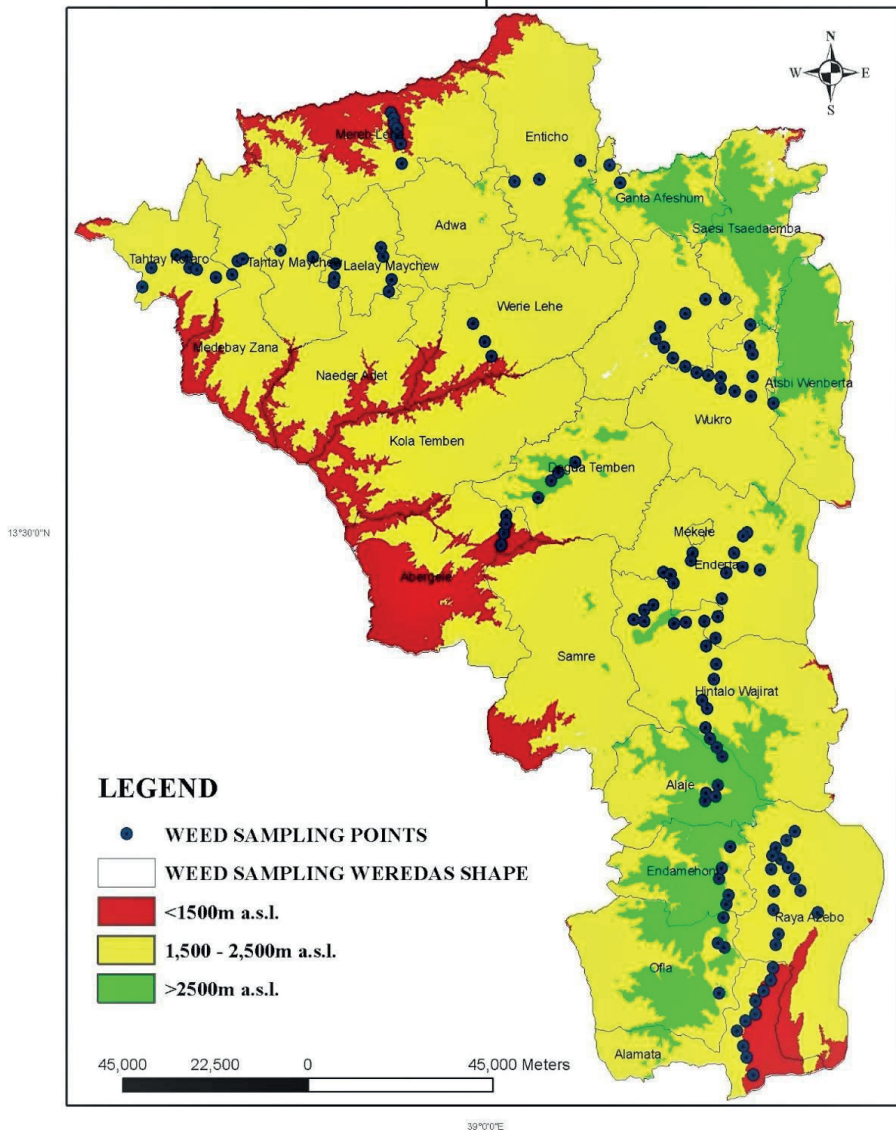 N
W E
S
Mereb-Lehe
Enticho
Ganta Afeshum
Adwa
Saesi Tsaedaemba
Tahtay Koraro
Tahtay Maychew
Laelay Maychew
Werie Lehe
Medebay Zana
Naeder Adet
Atsbi Wenberta
Wukro
Kola Temben
Degua Temben
13°30'0"N
Mekele
Enderta
Abergele
Samre
Hintalo Wajirat
LEGEND
Alaje
WEED SAMPLING POINTS
WEED SAMPLING WEREDAS SHAPE
Endamehoni
<1500m a.s.l.
Raya Azebo
1,500 - 2,500m a.s.l.
Ofla
>2500m a.s.l.
Alamata
45,000 22,500 0 45,000 Meters
39°0'0"E